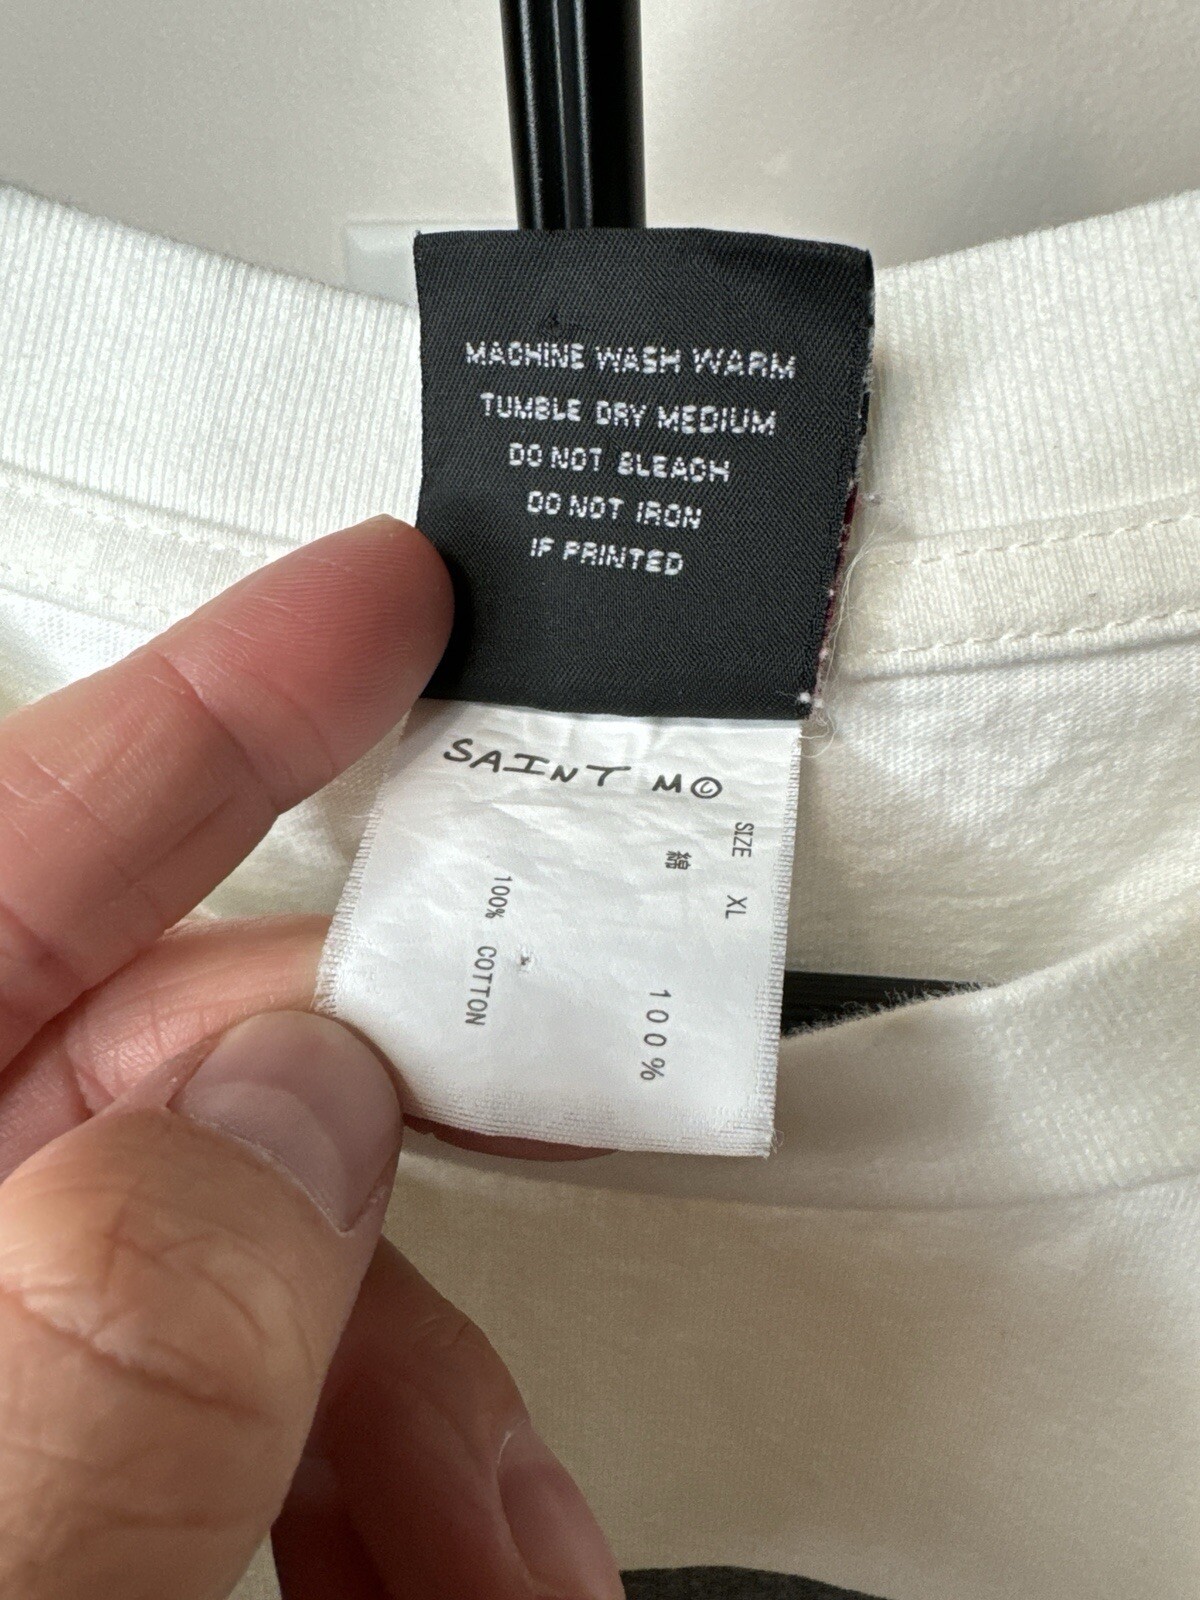 MACHINE WASH WARM
TUMBLE DRY MEDIUM
DO NOT BLEACH
DO NOT IRON
IF PRINTED
SAINT M©
SIZE XL
綿 100%
100% COTTON